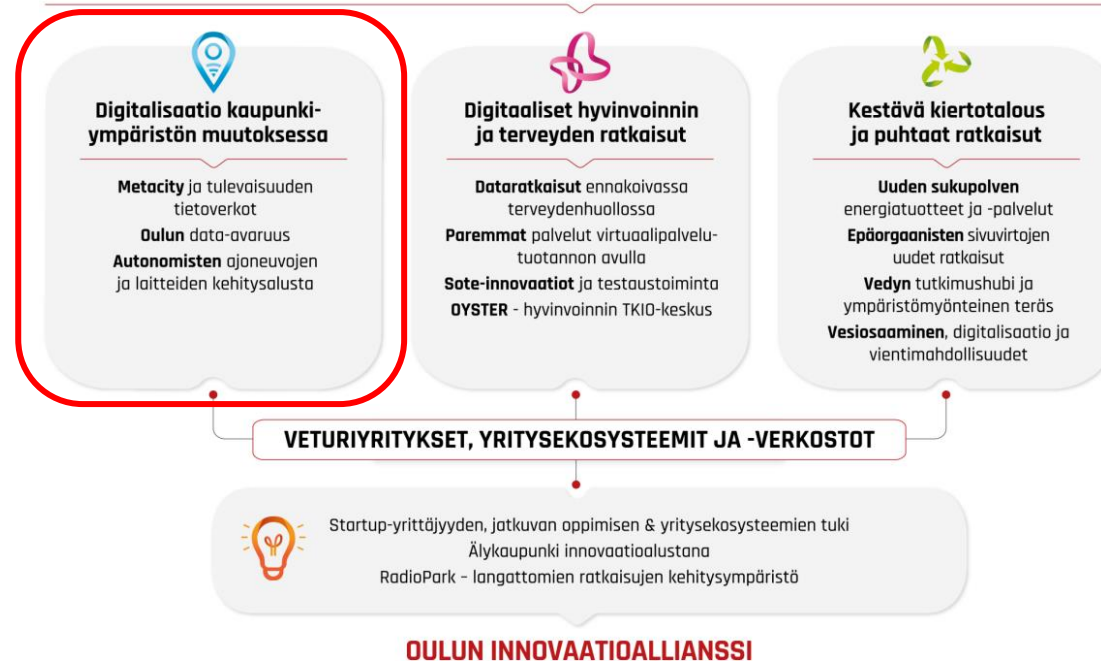 Digitalisaatio kaupunki-
ympäristön muutoksessa
Metacity ja tulevaisuuden
tietoverkot
Oulun data-avaruus
Autonomisten ajoneuvojen
ja laitteiden kehitysalusta
Digitaaliset hyvinvoinnin
ja terveyden ratkaisut
Dataratkaisut ennakoivassa
terveydenhuollossa
Paremmat palvelut virtuaalipalvelu-
tuotannon avulla
Sote-innovaatiot ja testaustoiminta
OYSTER - hyvinvoinnin TKIO-keskus
Kestävä kiertotalous
ja puhtaat ratkaisut
Uuden sukupolven
energiatuotteet ja -palvelut
Epäorgaanisten sivuvirtojen
uudet ratkaisut
Vedyn tutkimushubi ja
ympäristömyönteinen teräs
Vesiosaaminen, digitalisaatio ja
vientimahdollisuudet
VETURIYRITYKSET, YRITYSEKOSYSTEEMIT JA -VERKOSTOT
Startup-yrittäjyyden, jatkuvan oppimisen & yritysekosysteemien tuki
Älykaupunki innovaatioalustana
RadioPark – langattomien ratkaisujen kehitysympäristö
OULUN INNOVAATIOALLIANSSI